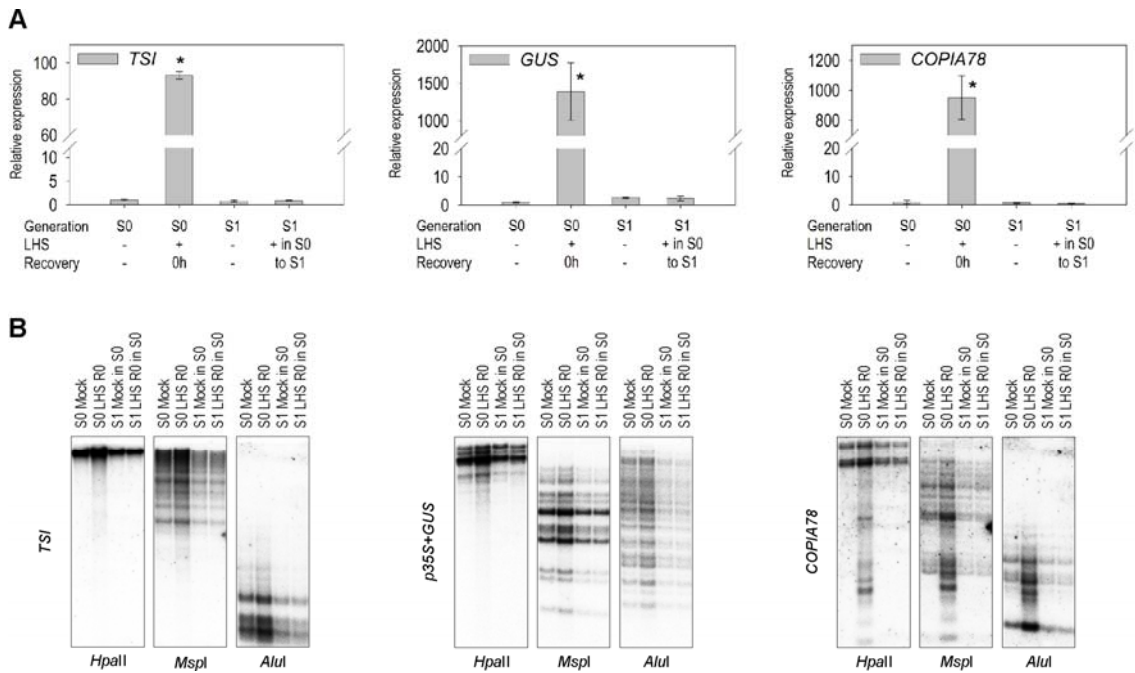 A
TSI
Relative expression
100
80
60
10
5
0
*
Generation S0 S0 S1 S1
LHS - + - + in S0
Recovery - 0h - to S1
GUS
Relative expression
2000
1500
1000
20
10
0
*
S0 S0 S1 S1
- + - + in S0
- 0h - to S1
COPIA78
Relative expression
1200
1000
800
20
10
0
*
Generation S0 S0 S1 S1
LHS - + - + in S0
Recovery - 0h - to S1
B
TSI
S0 Mock
S0 LHS R0
S1 Mock in S0
S1 LHS R0 in S0
S0 Mock
S0 LHS R0
S1 Mock in S0
S1 LHS R0 in S0
S0 Mock
S0 LHS R0
S1 Mock in S0
S1 LHS R0 in S0
HpaII MspI AluI
p35S+GUS
S0 Mock
S0 LHS R0
S1 Mock in S0
S1 LHS R0 in S0
S0 Mock
S0 LHS R0
S1 Mock in S0
S1 LHS R0 in S0
S0 Mock
S0 LHS R0
S1 Mock in S0
S1 LHS R0 in S0
HpaII MspI AluI
COPIA78
S0 Mock
S0 LHS R0
S1 Mock in S0
S1 LHS R0 in S0
S0 Mock
S0 LHS R0
S1 Mock in S0
S1 LHS R0 in S0
S0 Mock
S0 LHS R0
S1 Mock in S0
S1 LHS R0 in S0
HpaII MspI AluI